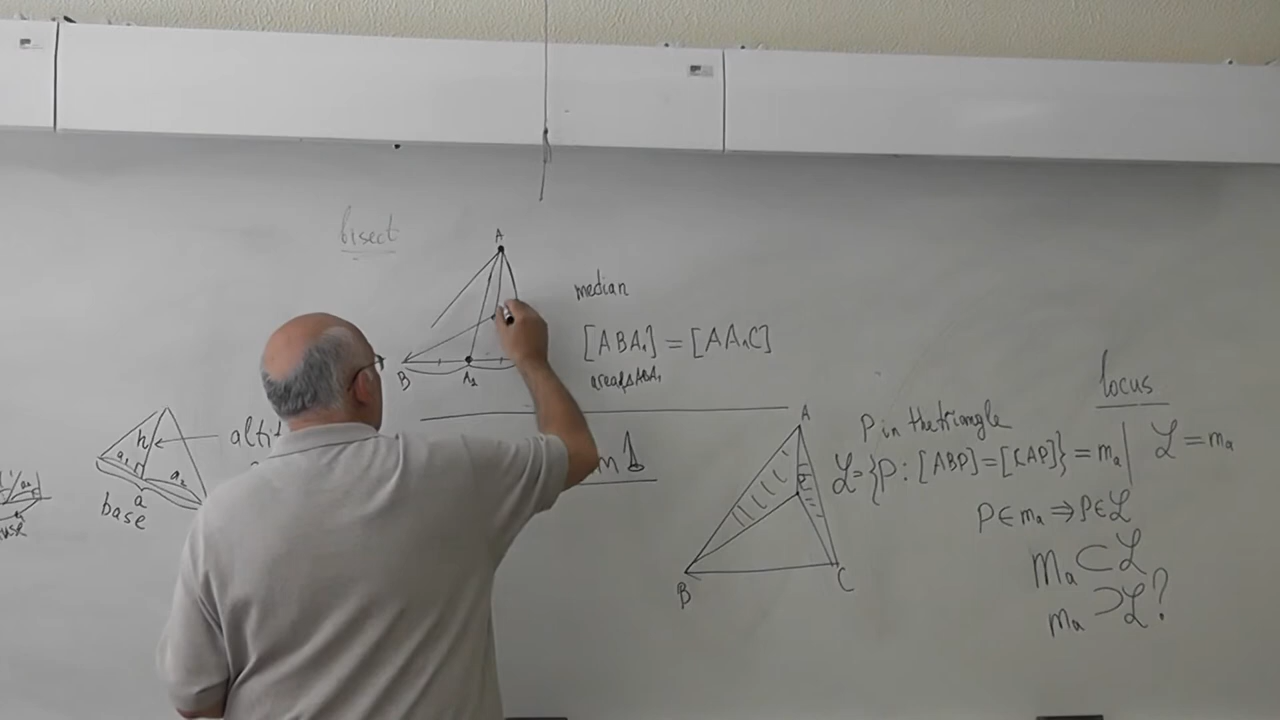 bisect
A
median
[ABA₁] = [AA₁C]
area of ΔABA₁
B
A₁
locus
A
P in the triangle
ℒ = {P : [ABP] = [CAP]} = mₐ
ℒ = mₐ
h
a₁
a₂
a
base
P
P ∈ mₐ ⇒ P ∈ ℒ
mₐ ⊂ ℒ
B
C
mₐ ⊃ ℒ ?